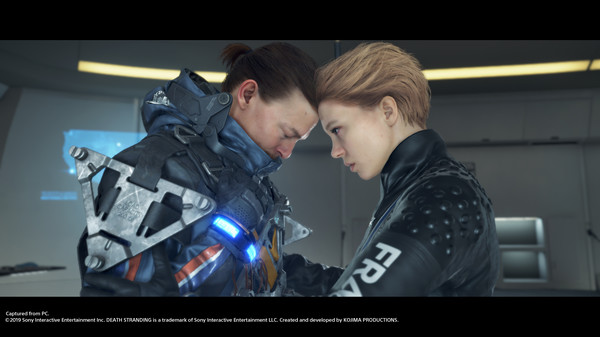 FRA
Captured from PC.
©2019 Sony Interactive Entertainment Inc. DEATH STRANDING is a trademark of Sony Interactive Entertainment LLC. Created and developed by KOJIMA PRODUCTIONS.